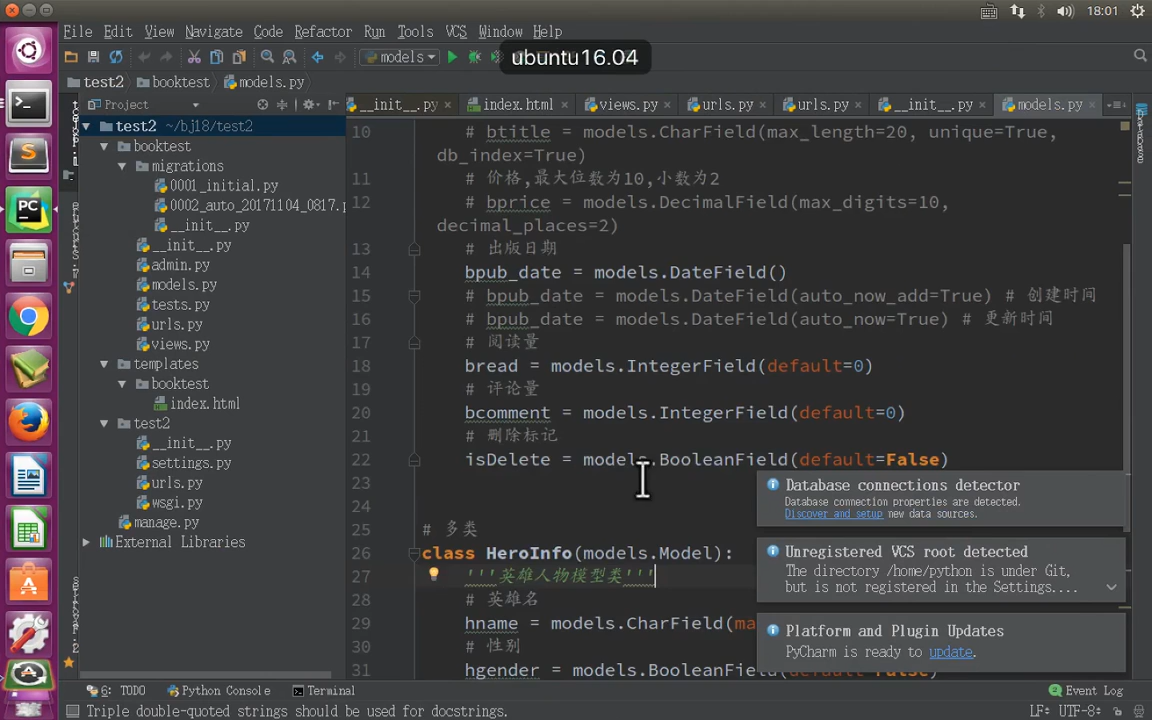 18:01
File Edit View Navigate Code Refactor Run Tools VCS Window Help
models
ubuntu16.04
test2 booktest models.py
Project
__init__.py index.html views.py urls.py urls.py __init__.py models.py
test2 ~/bj18/test2
booktest
migrations
0001_initial.py
0002_auto_20171104_0817.
__init__.py
__init__.py
admin.py
models.py
tests.py
urls.py
views.py
templates
booktest
index.html
test2
__init__.py
settings.py
urls.py
wsgi.py
manage.py
External Libraries
10 # btitle = models.CharField(max_length=20, unique=True,
db_index=True)
11 # 价格,最大位数为10,小数为2
12 # bprice = models.DecimalField(max_digits=10,
decimal_places=2)
13 # 出版日期
14 bpub_date = models.DateField()
15 # bpub_date = models.DateField(auto_now_add=True) # 创建时间
16 # bpub_date = models.DateField(auto_now=True) # 更新时间
17 # 阅读量
18 bread = models.IntegerField(default=0)
19 # 评论量
20 bcomment = models.IntegerField(default=0)
21 # 删除标记
22 isDelete = models.BooleanField(default=False)
23
24
25 # 多类
26 class HeroInfo(models.Model):
27 '''英雄人物模型类'''
28 # 英雄名
29 hname = models.CharField(ma
30 # 性别
31 hgender = models.BooleanField(default=False)
Database connections detector
Database connection properties are detected.
Discover and setup new data sources.
Unregistered VCS root detected
The directory /home/python is under Git,
but is not registered in the Settings....
Platform and Plugin Updates
PyCharm is ready to update.
6: TODO Python Console Terminal Event Log
Triple double-quoted strings should be used for docstrings. LF÷ UTF-8÷